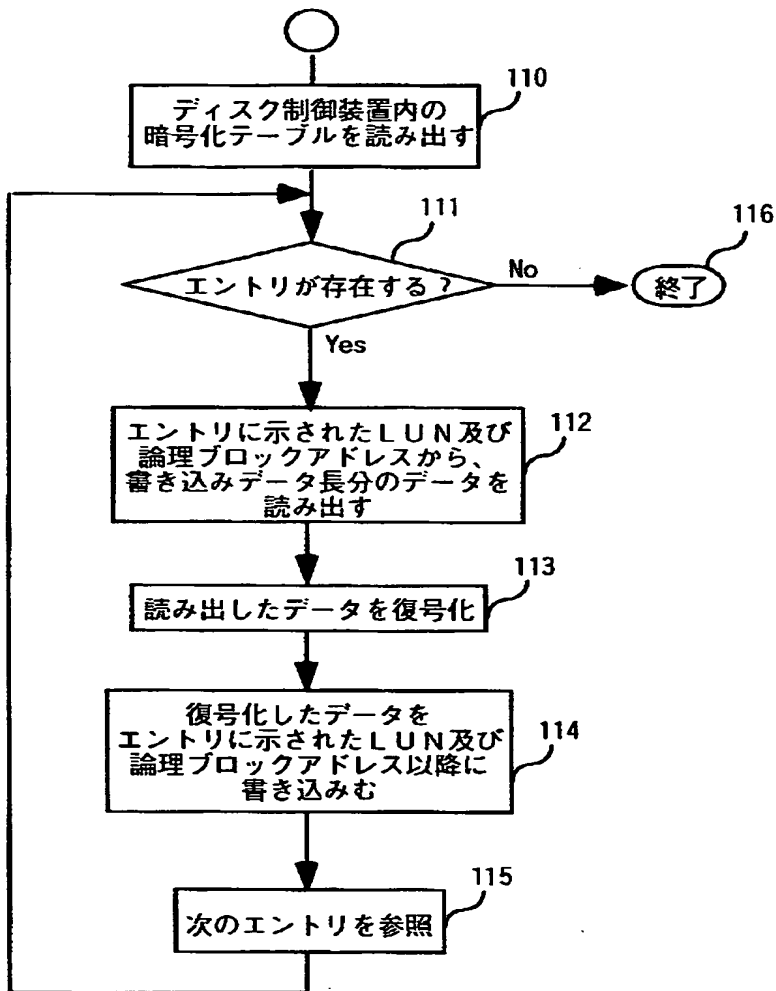 110
ディスク制御装置内の
暗号化テーブルを読み出す
111
エントリが存在する?
No
116
終了
Yes
112
エントリに示されたLUN及び
論理ブロックアドレスから、
書き込みデータ長分のデータを
読み出す
113
読み出したデータを復号化
114
復号化したデータを
エントリに示されたLUN及び
論理ブロックアドレス以降に
書き込みむ
115
次のエントリを参照